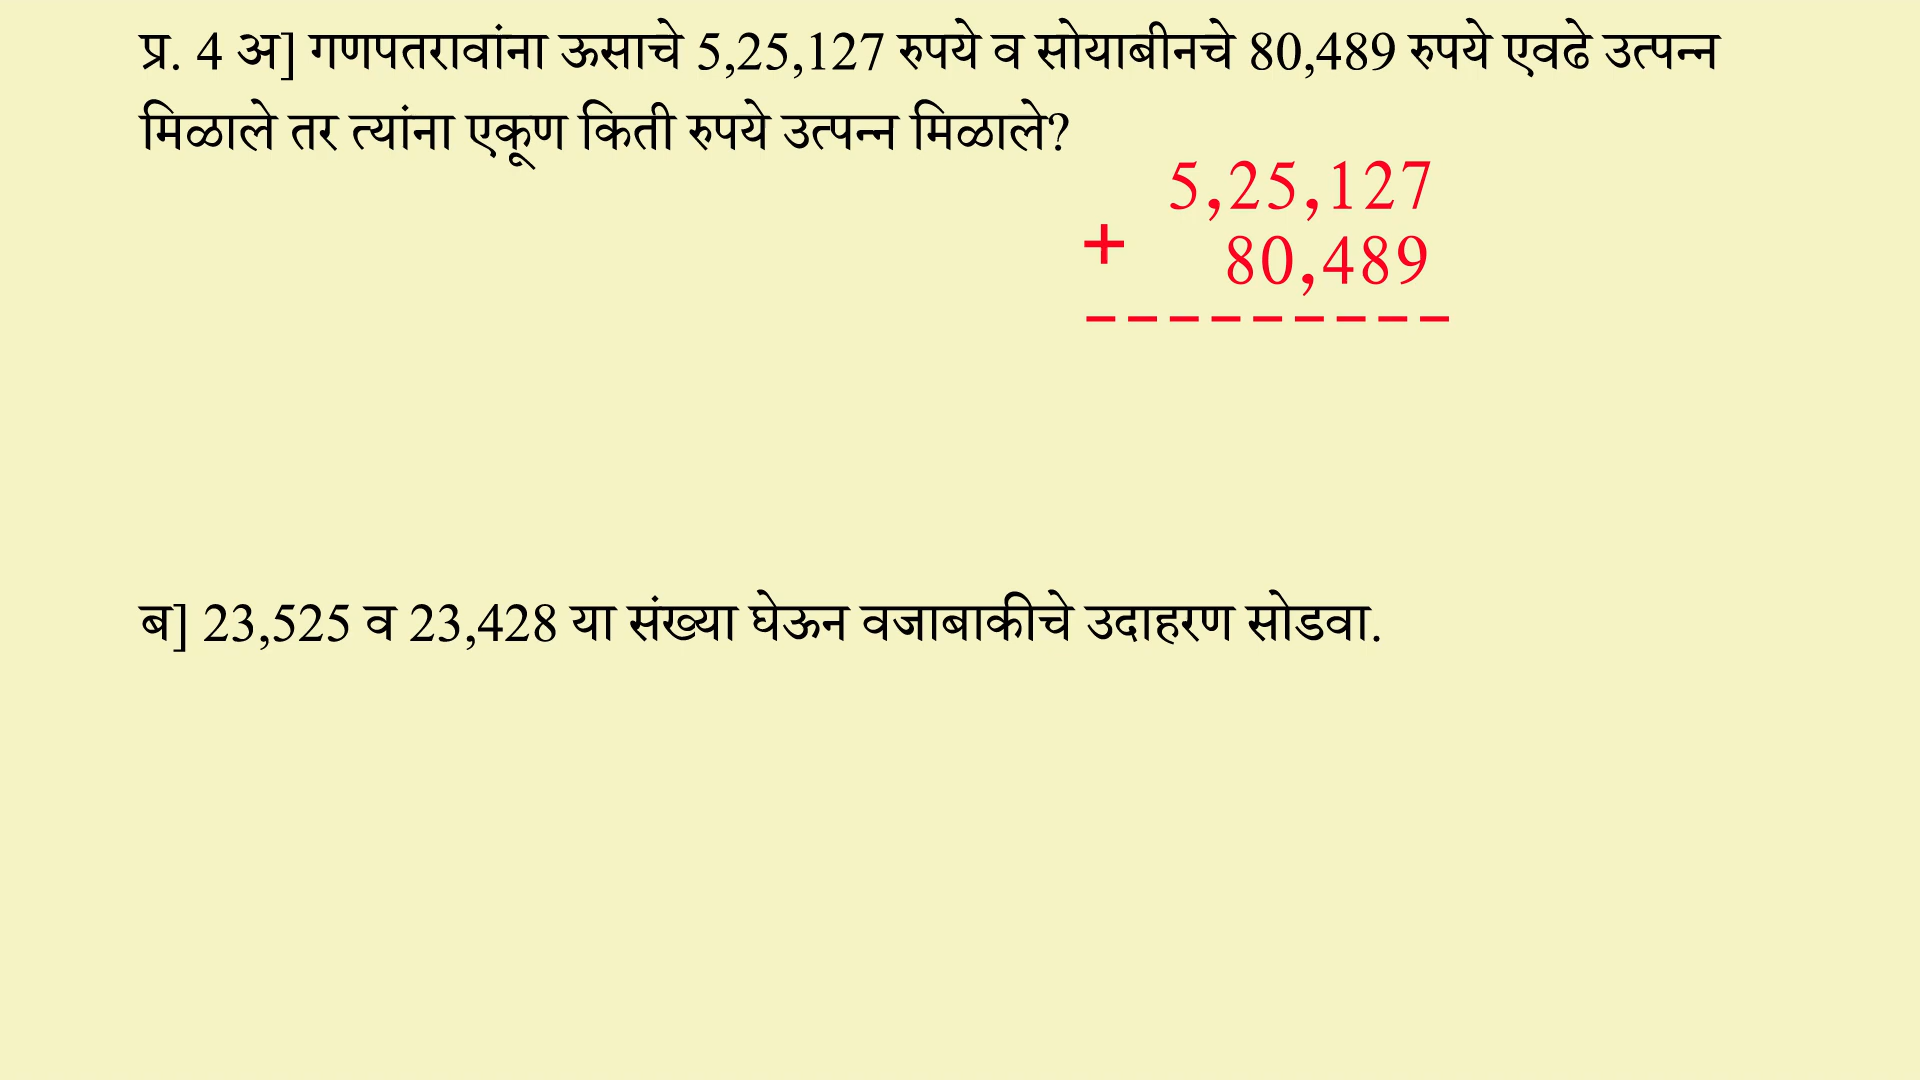 प्र. 4 अ] गणपतरावांना ऊसाचे 5,25,127 रुपये व सोयाबीनचे 80,489 रुपये एवढे उत्पन्न
मिळाले तर त्यांना एकूण किती रुपये उत्पन्न मिळाले?
5,25,127
+ 80,489
_ _ _ _ _ _ _ _ _
ब] 23,525 व 23,428 या संख्या घेऊन वजाबाकीचे उदाहरण सोडवा.